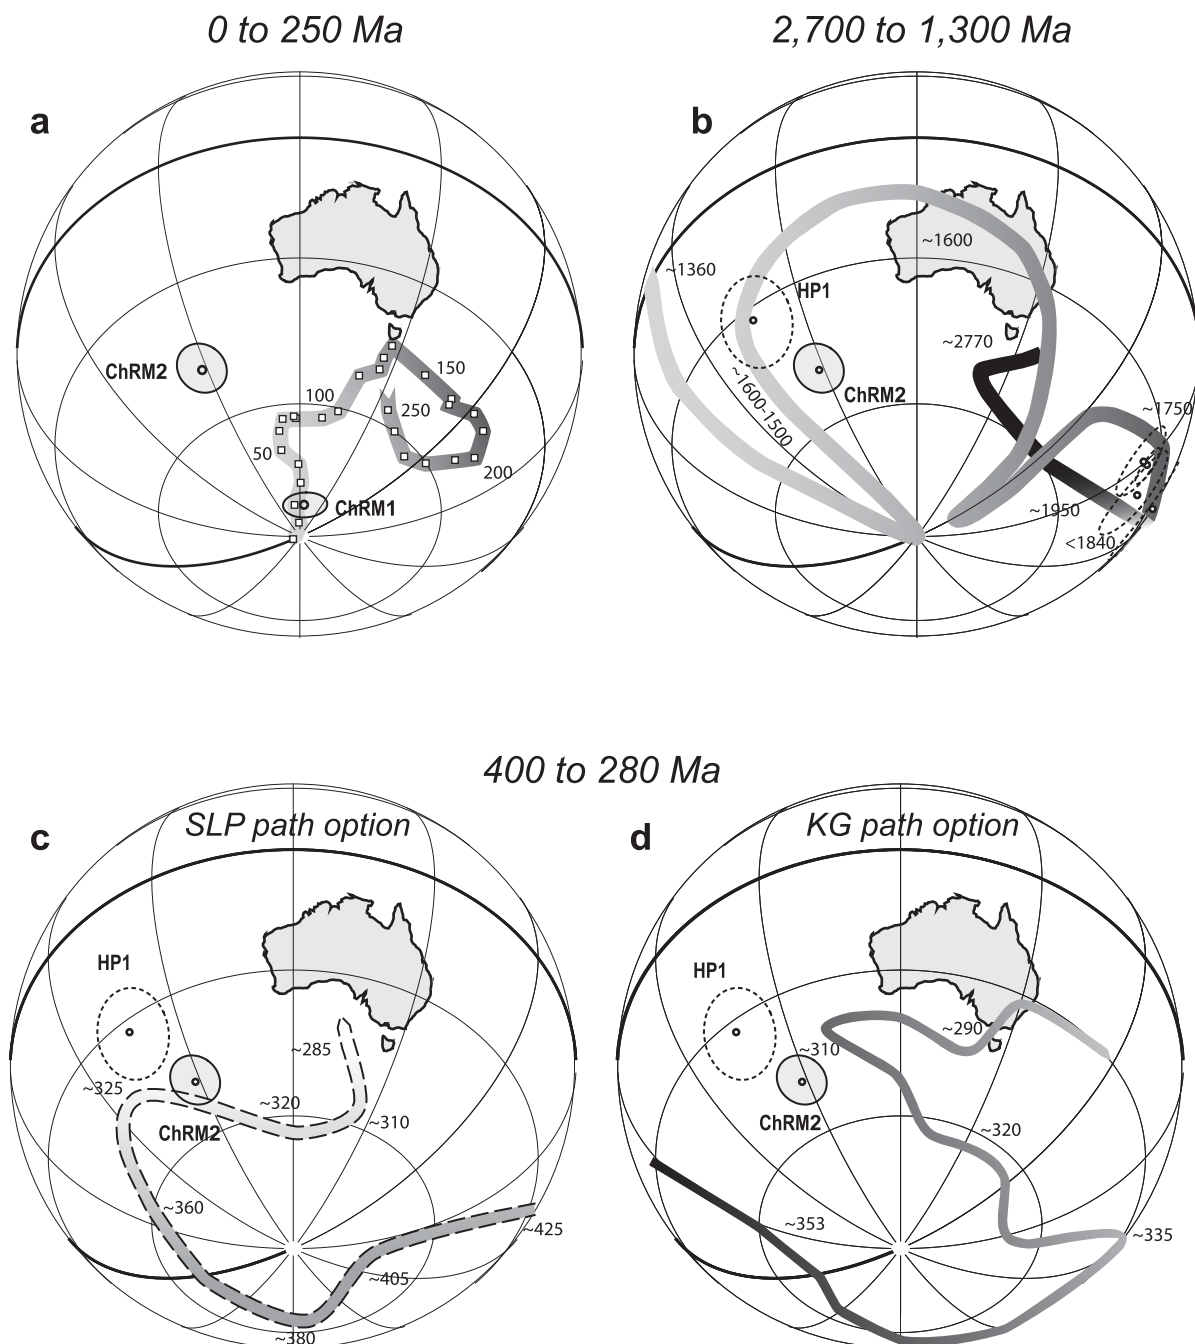 0 to 250 Ma
2,700 to 1,300 Ma
a
ChRM2
150
100
250
50
200
ChRM1
b
~1600
~1360
HP1
~2770
ChRM2
~1600-1500
~1750
~1950
<1840
400 to 280 Ma
c
SLP path option
HP1
~285
~325
~320
~310
ChRM2
~360
~425
~405
~380
d
KG path option
HP1
~290
~310
ChRM2
~320
~353
~335